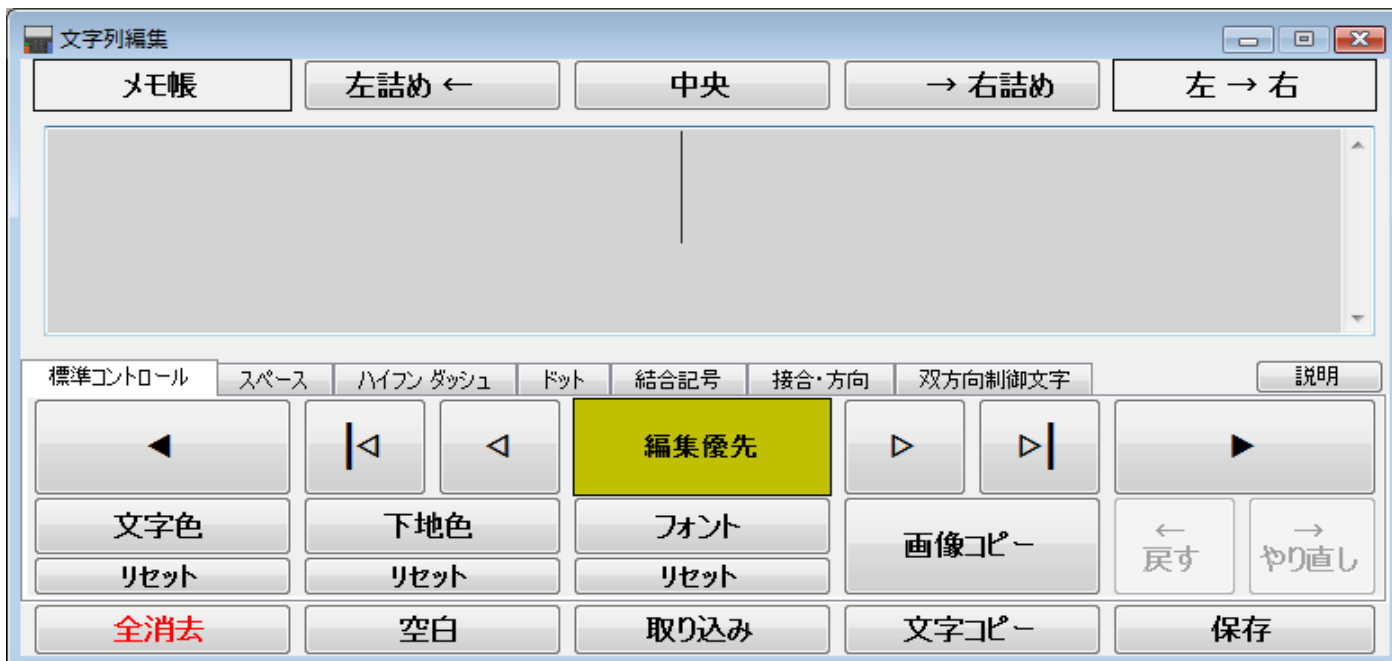 文字列編集
メモ帳 左詰め ← 中央 → 右詰め 左 → 右
標準コントロール スペース ハイフン ダッシュ ドット 結合記号 接合・方向 双方向制御文字 説明
◀ |◁ ◁ 編集優先 ▷ ▷| ▶
文字色 下地色 フォント 画像コピー ← 戻す → やり直し
リセット リセット リセット
全消去 空白 取り込み 文字コピー 保存